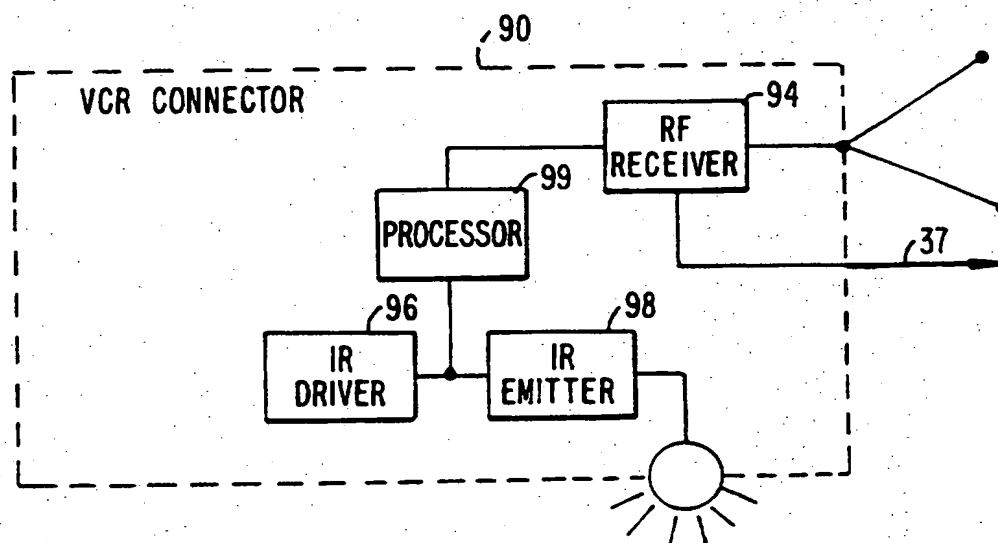 90
VCR CONNECTOR
94
RF
RECEIVER
99
PROCESSOR
37
96
IR
DRIVER
98
IR
EMITTER